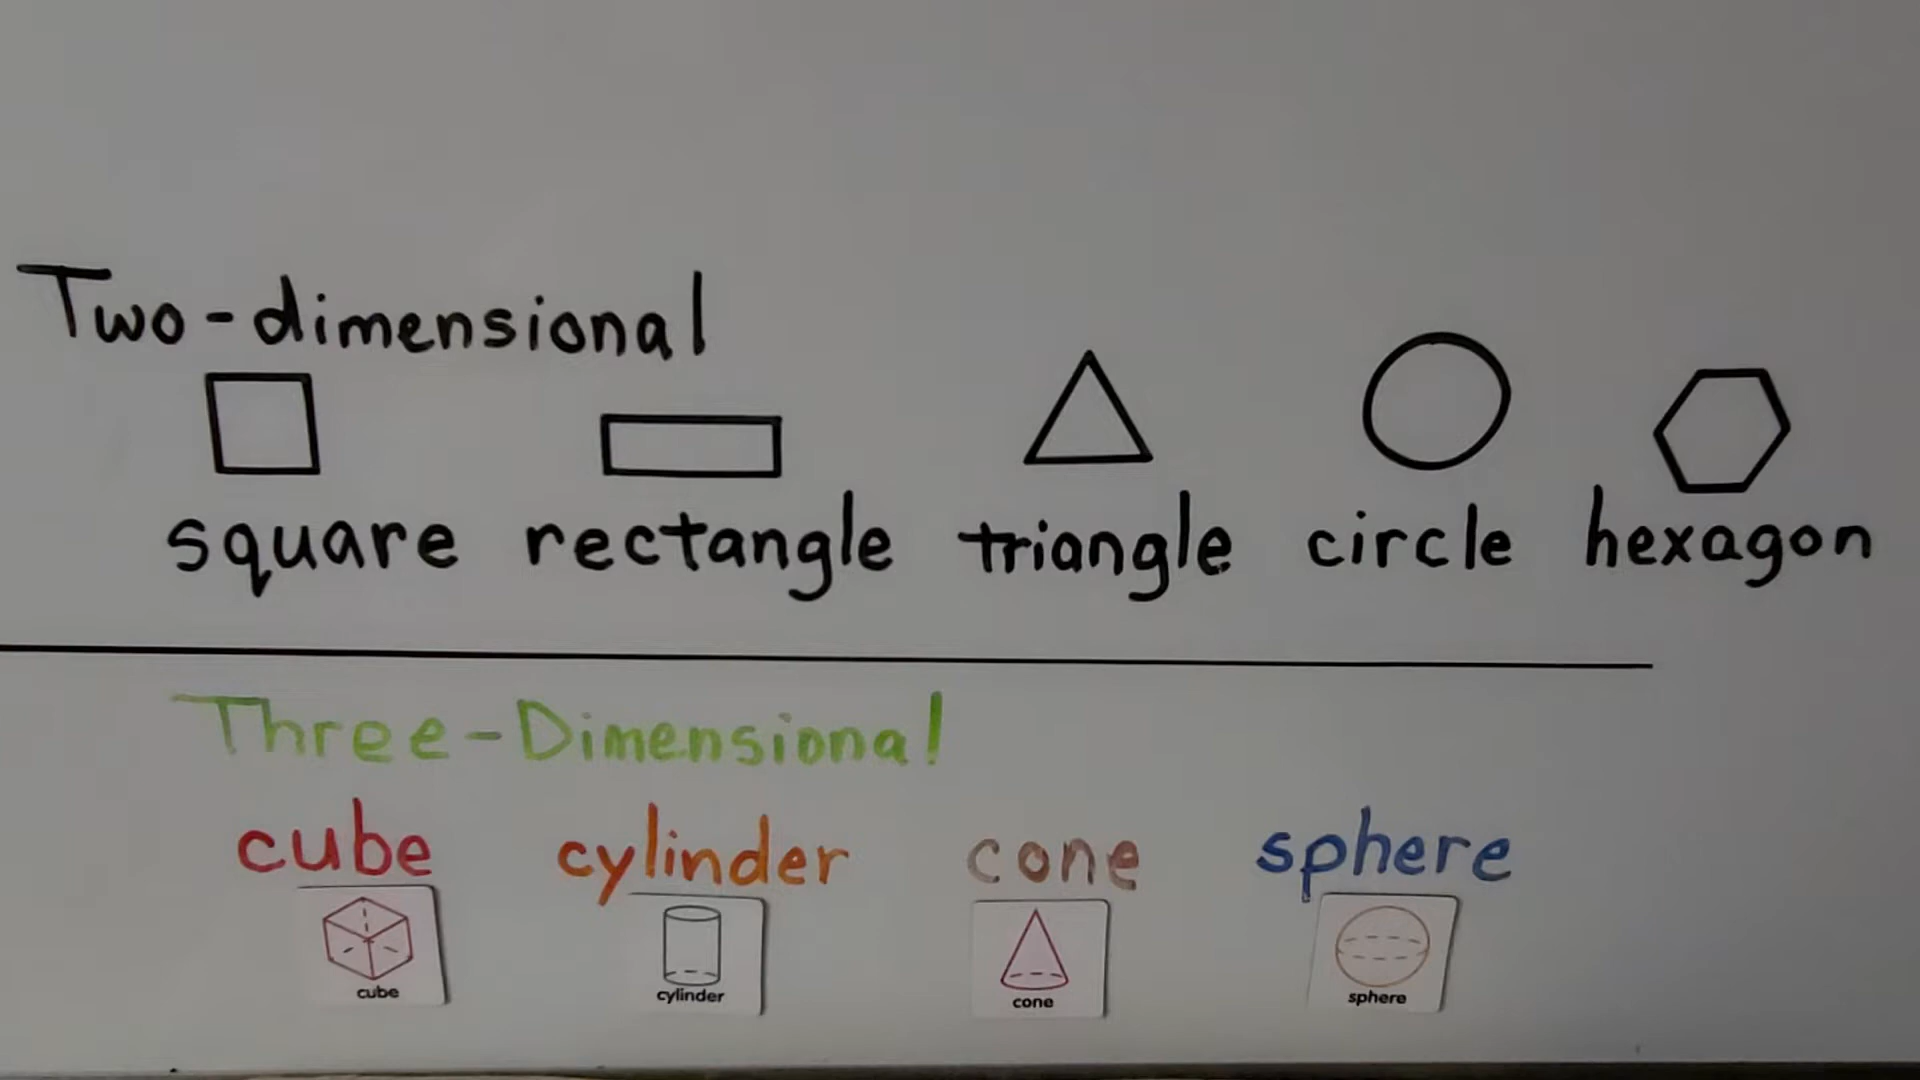 Two-dimensional
square rectangle triangle circle hexagon
Three-Dimensional
cube cylinder cone sphere
cube cylinder cone sphere